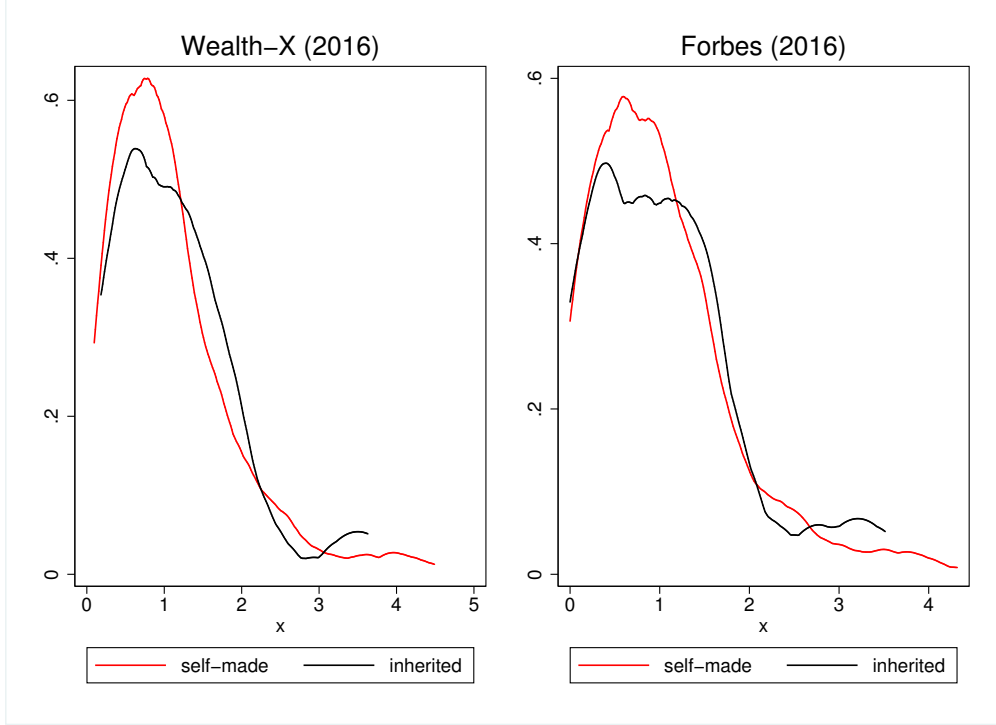 Wealth−X (2016)
.6
.4
.2
0
0 1 2 3 4 5
x
self−made inherited
Forbes (2016)
.6
.4
.2
0
0 1 2 3 4
x
self−made inherited